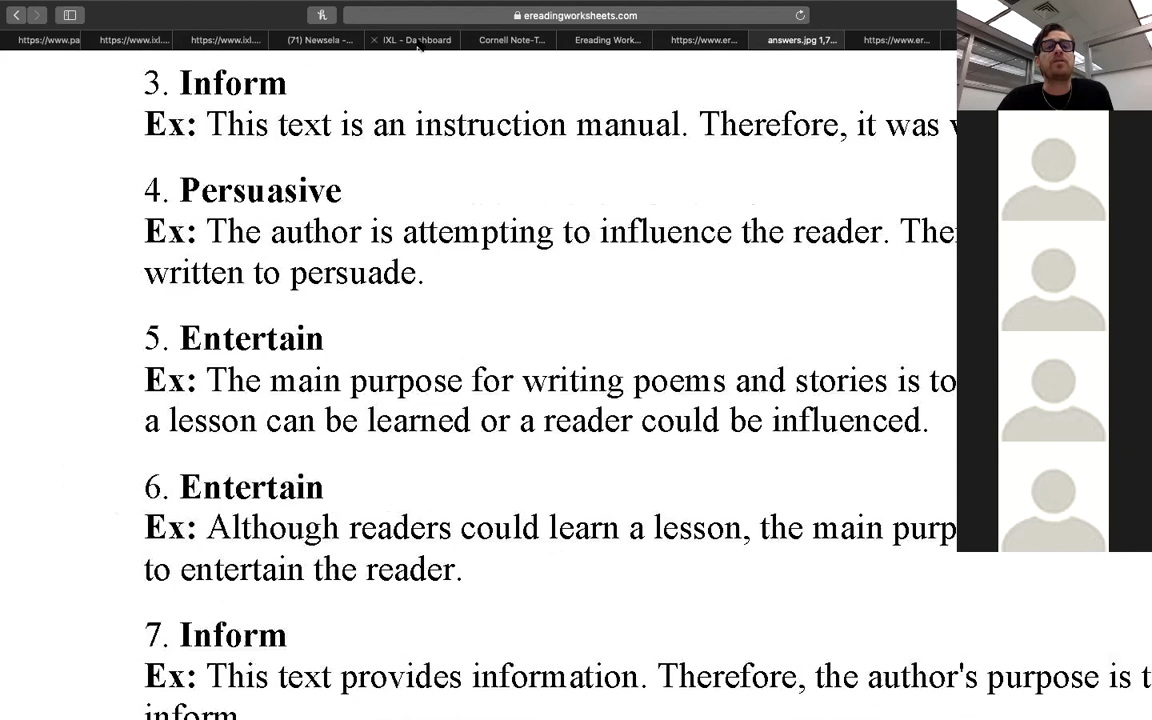 ereadingworksheets.com
https://www.pa https://www.ixl.... https://www.ixl.... (71) Newsela -... IXL - Dashboard Cornell Note-T... Ereading Work... https://www.er... answers.jpg 1,7... https://www.er...
3. Inform
Ex: This text is an instruction manual. Therefore, it was
4. Persuasive
Ex: The author is attempting to influence the reader. The
written to persuade.
5. Entertain
Ex: The main purpose for writing poems and stories is to
a lesson can be learned or a reader could be influenced.
6. Entertain
Ex: Although readers could learn a lesson, the main purp
to entertain the reader.
7. Inform
Ex: This text provides information. Therefore, the author's purpose is t
inform